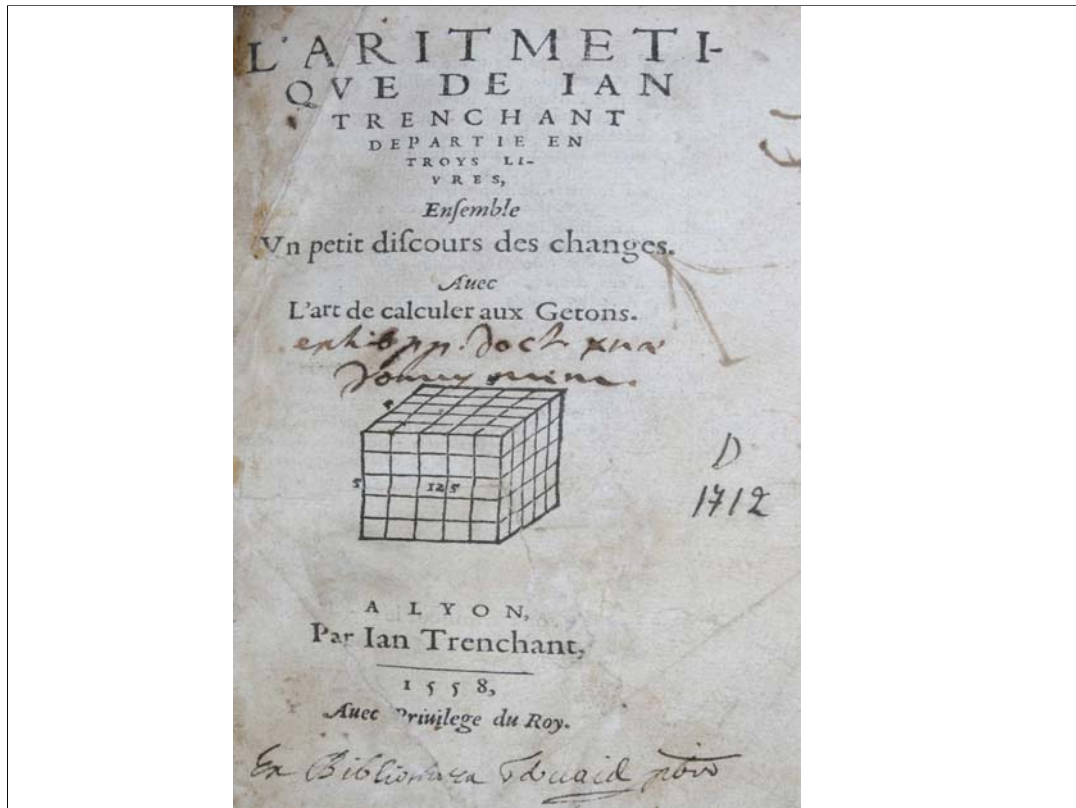 L'ARITMETI-
QVE DE IAN
TRENCHANT
DEPARTIE EN
TROYS LI-
VRES,
Enſemble
Vn petit diſcours des changes.
Auec
L'art de calculer aux Getons.
5
125
D
1712
A LYON,
Par Ian Trenchant,
1558,
Auec Priuilege du Roy.
Ex